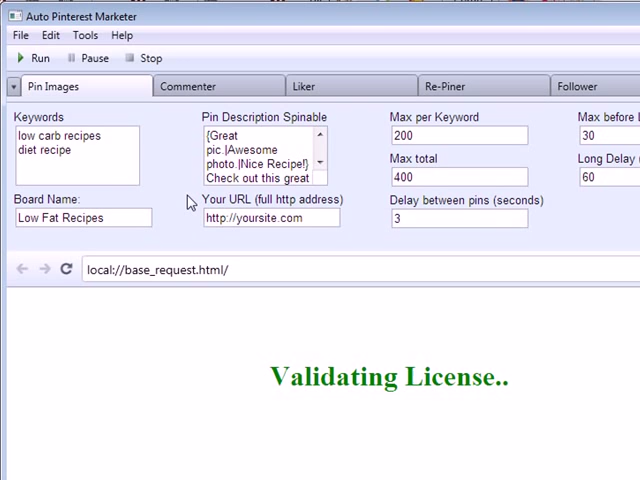 Auto Pinterest Marketer
File Edit Tools Help
Run Pause Stop
Pin Images Commenter Liker Re-Piner Follower
Keywords Pin Description Spinable Max per Keyword Max before
low carb recipes
diet recipe
{Great
pic.|Awesome
photo.|Nice Recipe!}
Check out this great
200
30
Max total
Long Delay (
400
60
Board Name: Your URL (full http address) Delay between pins (seconds)
Low Fat Recipes http://yoursite.com 3
local://base_request.html/
Validating License..